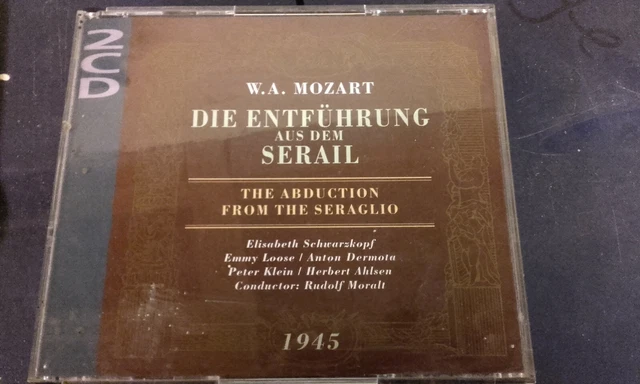 2CD
W.A. MOZART
DIE ENTFÜHRUNG
AUS DEM
SERAIL
THE ABDUCTION
FROM THE SERAGLIO
Elisabeth Schwarzkopf
Emmy Loose / Anton Dermota
Peter Klein / Herbert Ahlsen
Conductor: Rudolf Moralt
1945